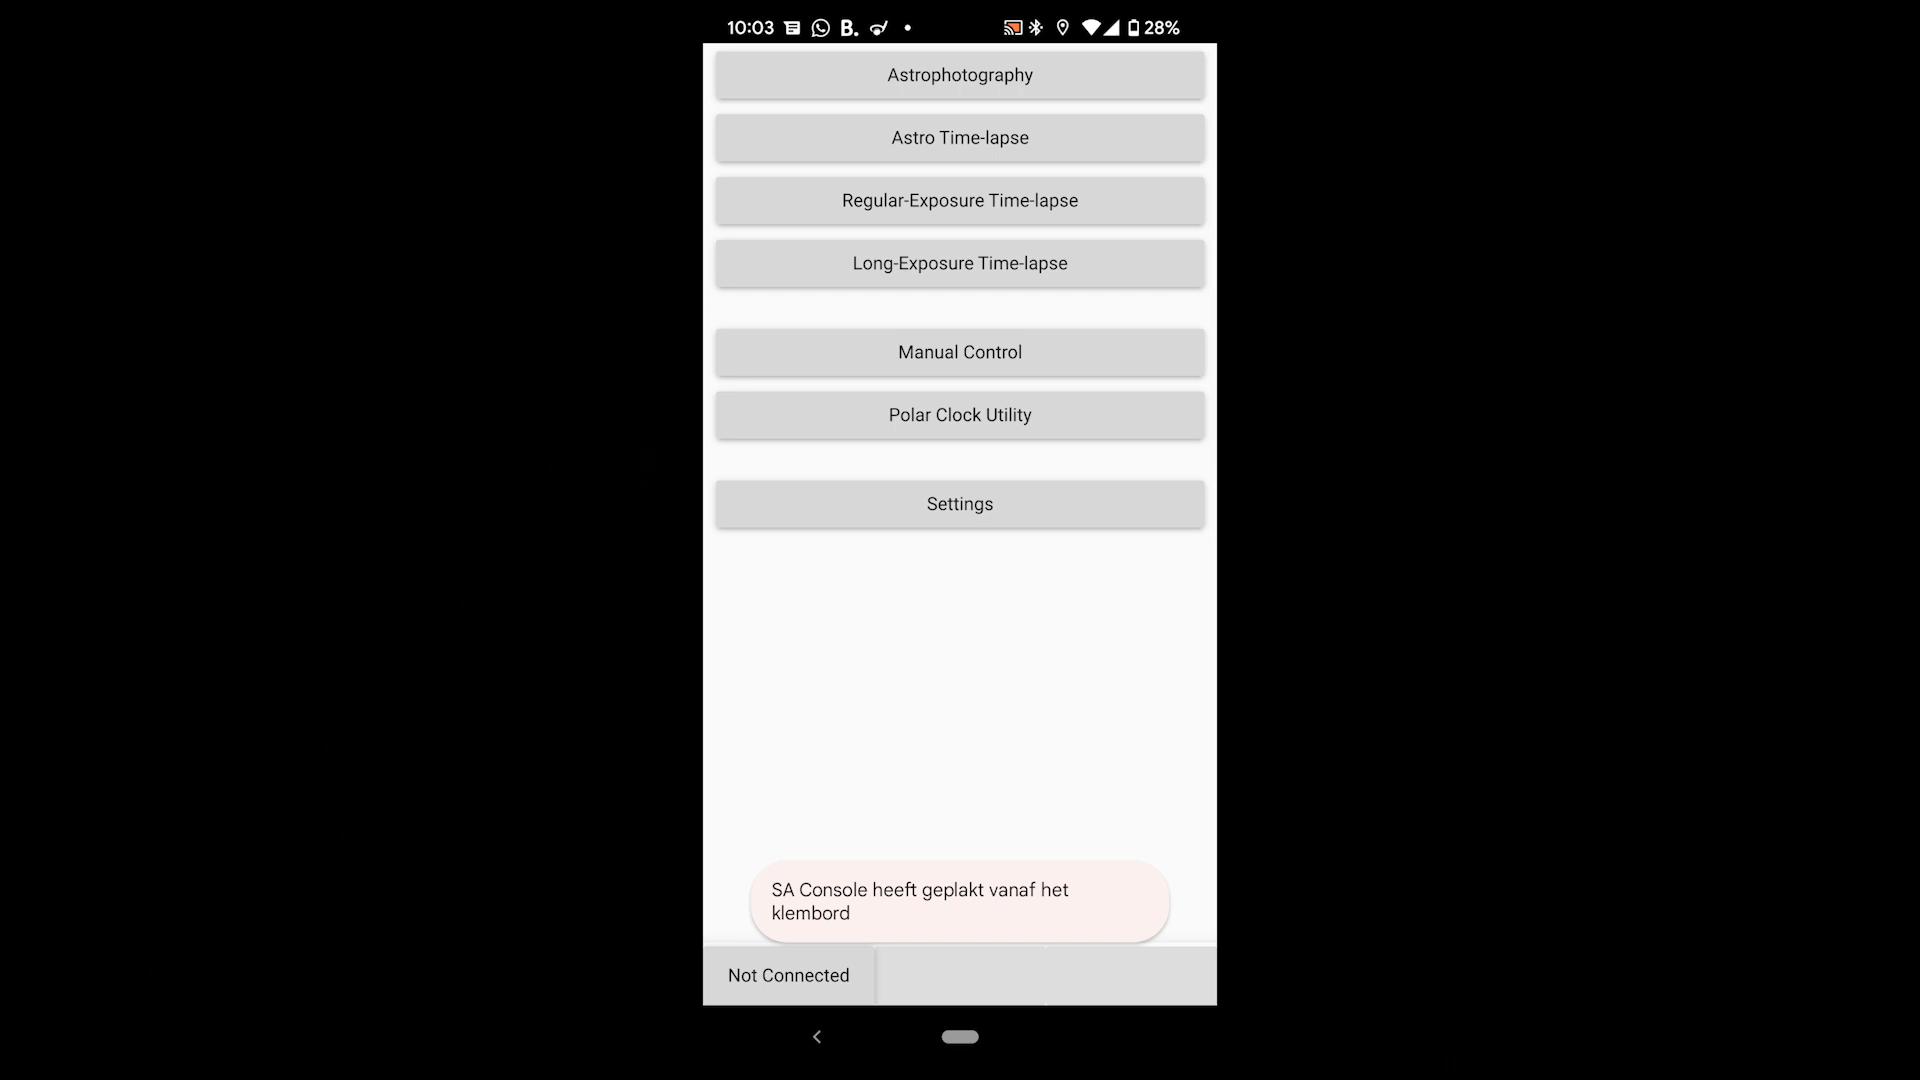 10:03 B. 28%
Astrophotography
Astro Time-lapse
Regular-Exposure Time-lapse
Long-Exposure Time-lapse
Manual Control
Polar Clock Utility
Settings
SA Console heeft geplakt vanaf het
klembord
Not Connected